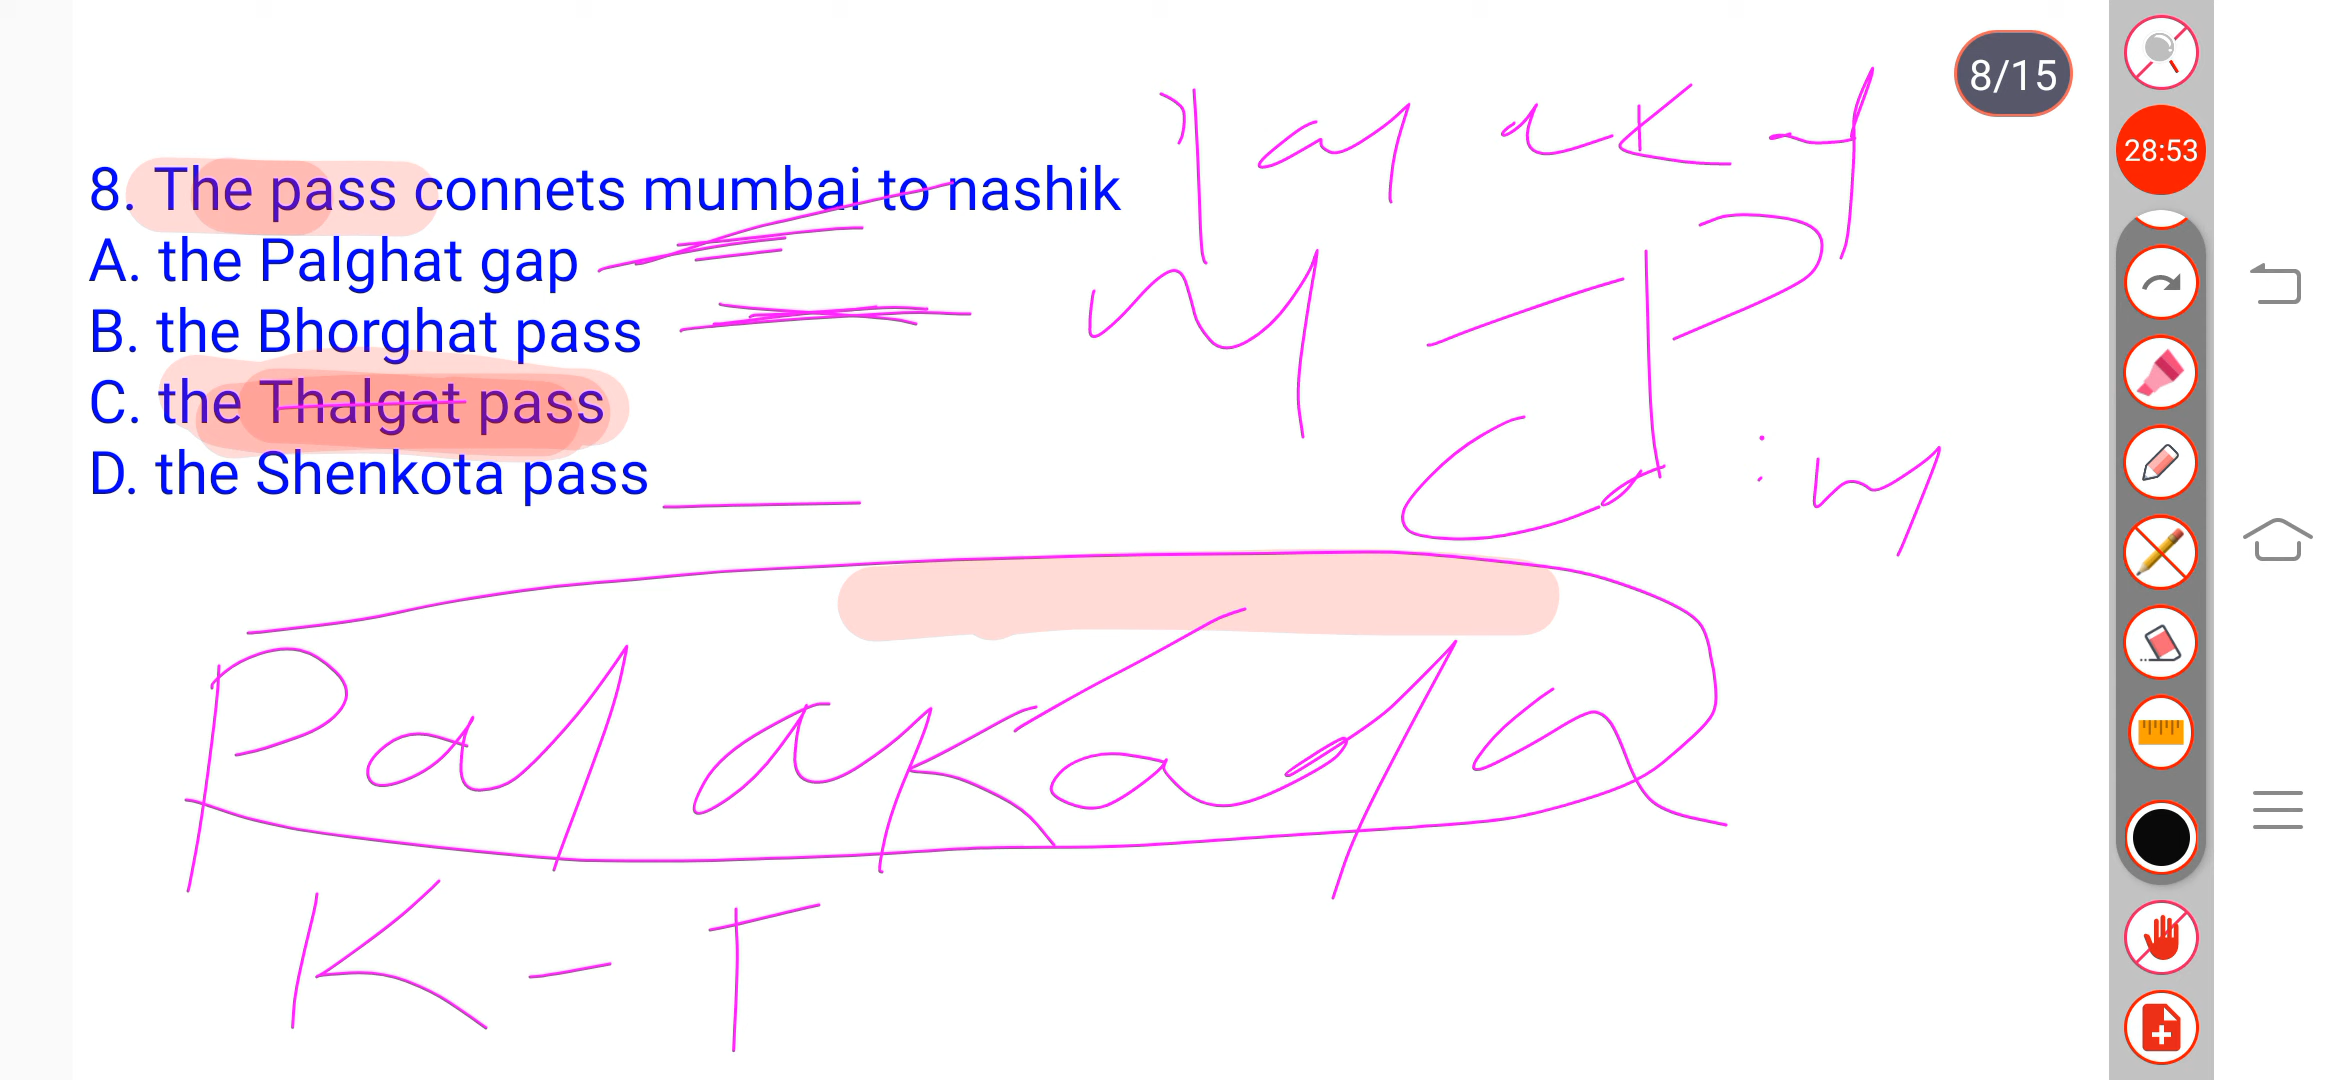 8/15
28:53
8. The pass connets mumbai to nashik
A. the Palghat gap
B. the Bhorghat pass
C. the Thalgat pass
D. the Shenkota pass
M - P
K - T